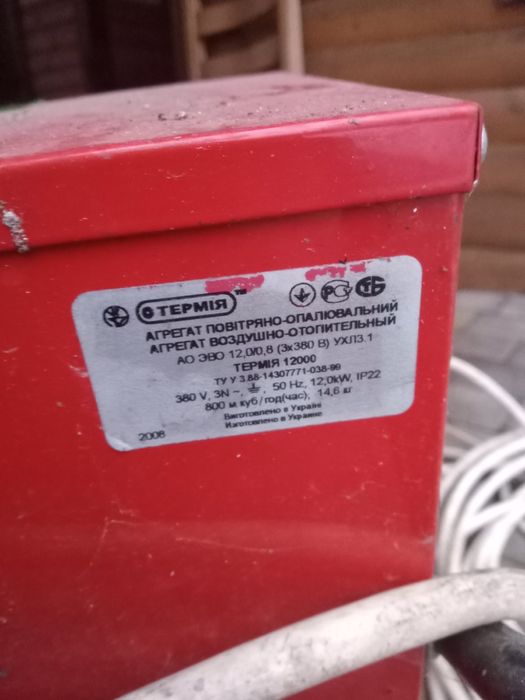 ТЕРМІЯ™
АГРЕГАТ ПОВІТРЯНО-ОПАЛЮВАЛЬНИЙ
АГРЕГАТ ВОЗДУШНО-ОТОПИТЕЛЬНЫЙ
АО ЭВО 12,0/0,8 (3х380 В) УХЛ3.1
ТЕРМІЯ 12000
ТУ У 3.88-14307771-038-99
380 V, 3N ~, 50 Hz, 12,0kW, IP22
800 м куб/год(час), 14,6 кг
Виготовлено в Україні
Изготовлено в Украине
2008